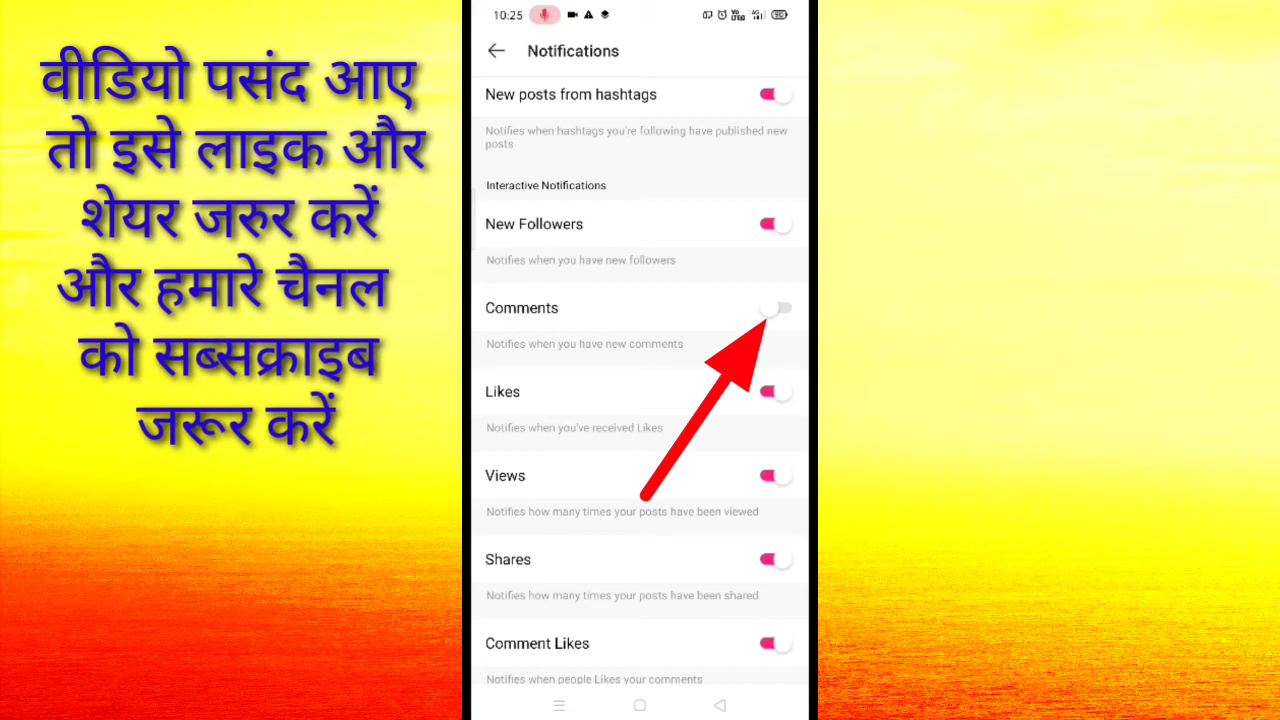 वीडियो पसंद आए
तो इसे लाइक और
शेयर जरुर करें
और हमारे चैनल
को सब्सक्राइब
जरूर करें
10:25
Notifications
New posts from hashtags
Notifies when hashtags you're following have published new
posts
Interactive Notifications
New Followers
Notifies when you have new followers
Comments
Notifies when you have new comments
Likes
Notifies when you've received Likes
Views
Notifies how many times your posts have been viewed
Shares
Notifies how many times your posts have been shared
Comment Likes
Notifies when people Likes your comments